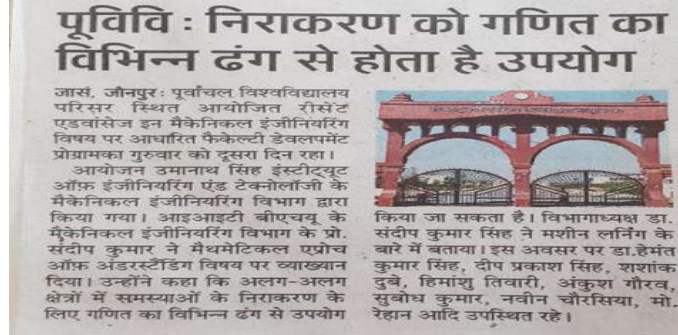 पूविवि : निराकरण को गणित का
विभिन्न ढंग से होता है उपयोग
जासं, जौनपुर : पूर्वांचल विश्वविद्यालय
परिसर स्थित आयोजित रीसेंट
एडवांसेज इन मैकेनिकल इंजीनियरिंग
विषय पर आधारित फैकेल्टी डेवलपमेंट
प्रोग्रामका गुरुवार को दूसरा दिन रहा।
आयोजन उमानाथ सिंह इंस्टीट्यूट
ऑफ़ इंजीनियरिंग एंड टेक्नोलॉजी के
मैकेनिकल इंजीनियरिंग विभाग द्वारा
किया गया। आइआइटी बीएचयू के
मैकेनिकल इंजीनियरिंग विभाग के प्रो.
संदीप कुमार ने मैथमेटिकल एप्रोच
ऑफ़ अंडरस्टैंडिंग विषय पर व्याख्यान
दिया। उन्होंने कहा कि अलग-अलग
क्षेत्रों में समस्याओं के निराकरण के
लिए गणित का विभिन्न ढंग से उपयोग
किया जा सकता है। विभागाध्यक्ष डा.
संदीप कुमार सिंह ने मशीन लर्निंग के
बारे में बताया। इस अवसर पर डा.हेमंत
कुमार सिंह, दीप प्रकाश सिंह, शशांक
दुबे, हिमांशु तिवारी, अंकुश गौरव,
सुबोध कुमार, नवीन चौरसिया, मो.
रेहान आदि उपस्थित रहे।